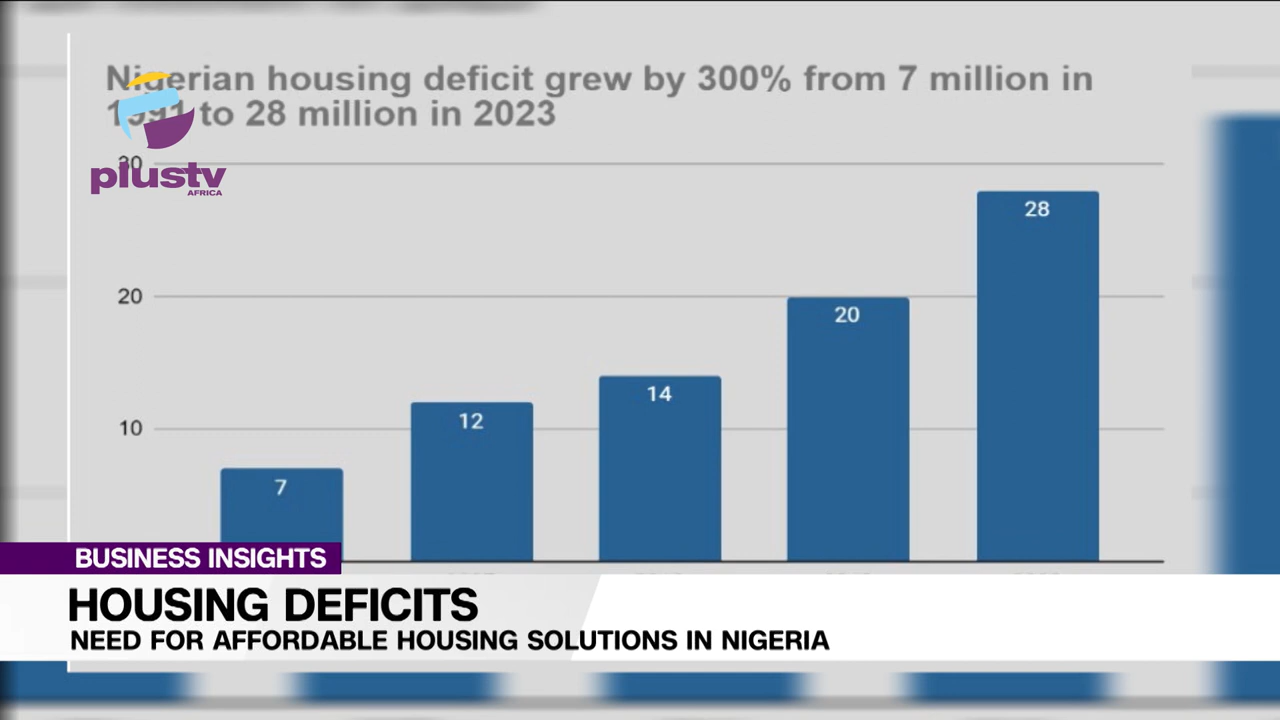 Nigerian housing deficit grew by 300% from 7 million in
1991 to 28 million in 2023
30
plustv
AFRICA
28
20
20
14
12
10
7
BUSINESS INSIGHTS
HOUSING DEFICITS
NEED FOR AFFORDABLE HOUSING SOLUTIONS IN NIGERIA